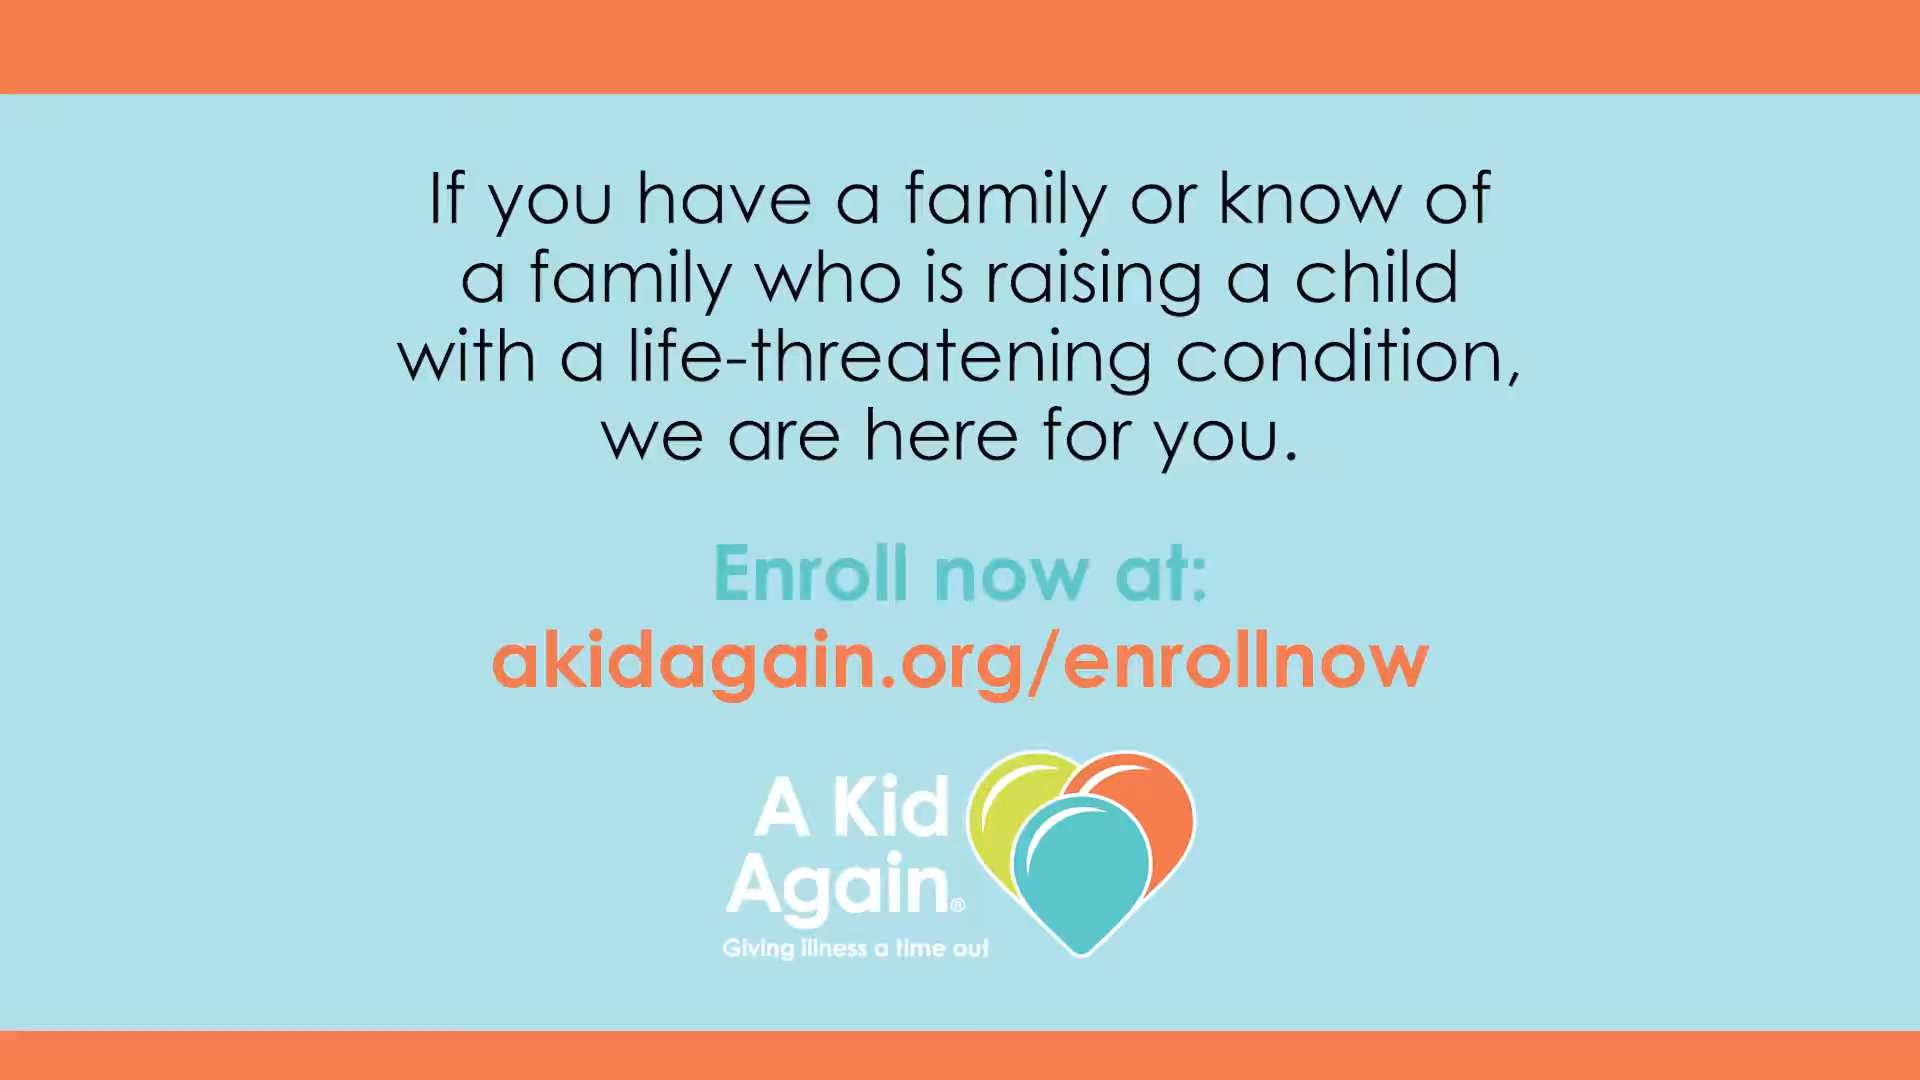 If you have a family or know of
a family who is raising a child
with a life-threatening condition,
we are here for you.
Enroll now at:
akidagain.org/enrollnow
A Kid
Again®
Giving illness a time out